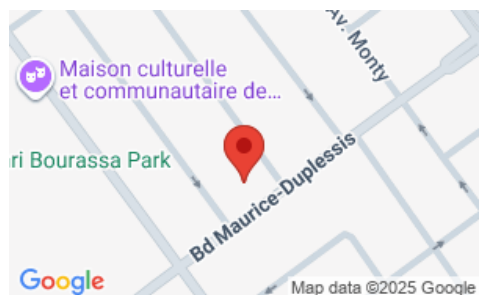 Av. Monty
Maison culturelle
et communautaire de...
ri Bourassa Park
Bd Maurice-Duplessis
Google
Map data ©2025 Google